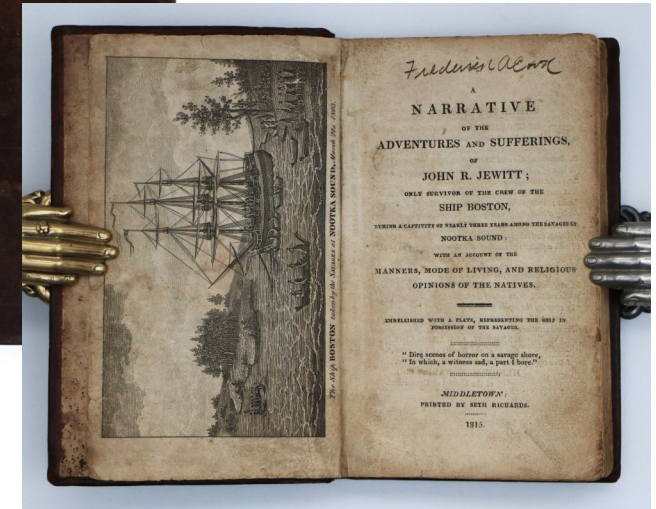 The Ship BOSTON taken by the Savages at NOOTKA SOUND, March 22, 1803.
Frederick
A
NARRATIVE
OF THE
ADVENTURES AND SUFFERINGS,
OF
JOHN R. JEWITT;
ONLY SURVIVOR OF THE CREW OF THE
SHIP BOSTON,
DURING A CAPTIVITY OF NEARLY THREE YEARS AMONG THE SAVAGES OF
NOOTKA SOUND:
WITH AN ACCOUNT OF THE
MANNERS, MODE OF LIVING, AND RELIGIOUS
OPINIONS OF THE NATIVES.
EMBELLISHED WITH A PLATE, REPRESENTING THE SHIP IN
POSSESSION OF THE SAVAGES.
" Dire scenes of horror on a savage shore,
" In which, a witness sad, a part I bore."
MIDDLETOWN:
PRINTED BY SETH RICHARDS.
1815.